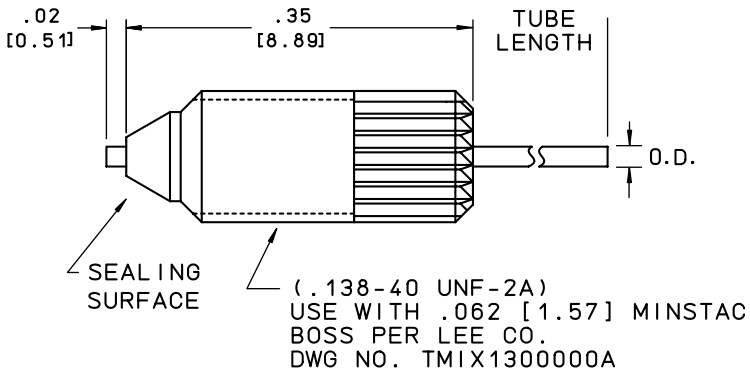 .02
[0.51]
.35
[8.89]
TUBE
LENGTH
O.D.
SEALING
SURFACE
(.138-40 UNF-2A)
USE WITH .062 [1.57] MINSTAC
BOSS PER LEE CO.
DWG NO. TMIX1300000A